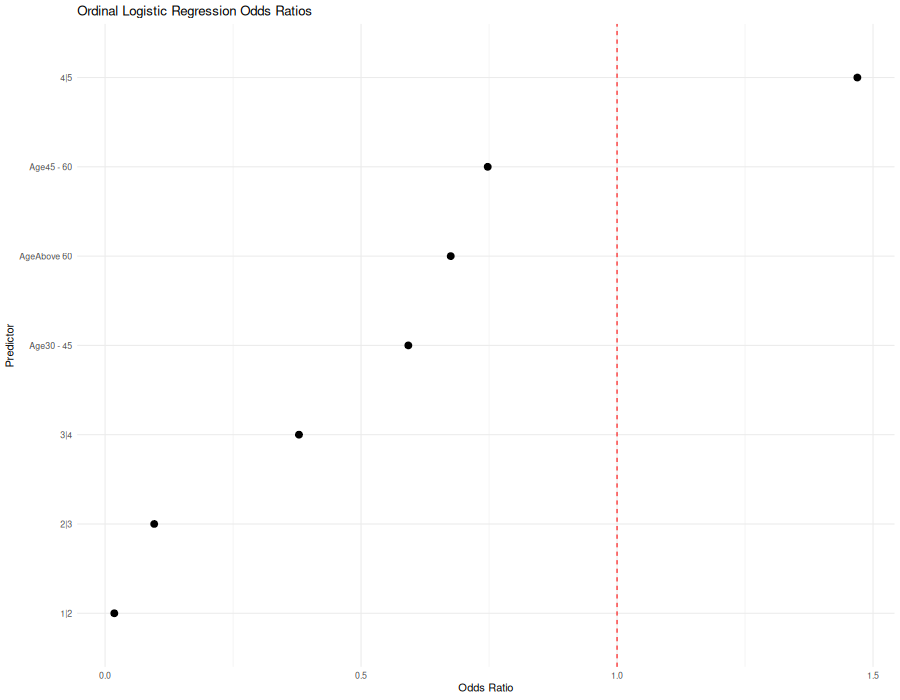 Ordinal Logistic Regression Odds Ratios
4|5
Age45 - 60
AgeAbove 60
Age30 - 45
3|4
2|3
1|2
Predictor
0.0 0.5 1.0 1.5
Odds Ratio